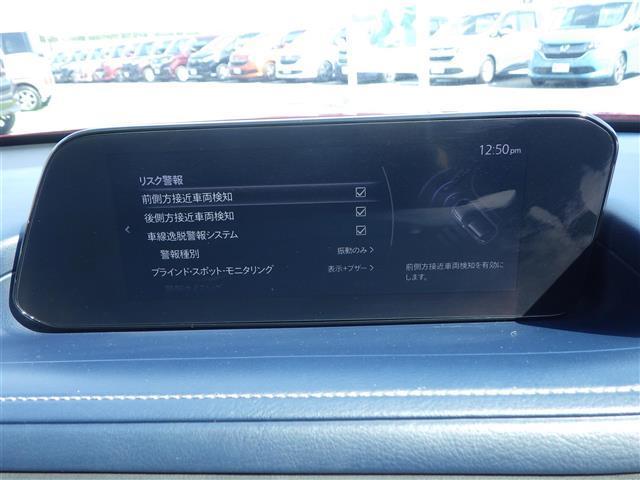 12:50pm
リスク警報
前側方接近車両検知
後側方接近車両検知
車線逸脱警報システム
警報種別 振動のみ
ブラインド・スポット・モニタリング 表示+ブザー
前側方接近車両検知を有効に
します。